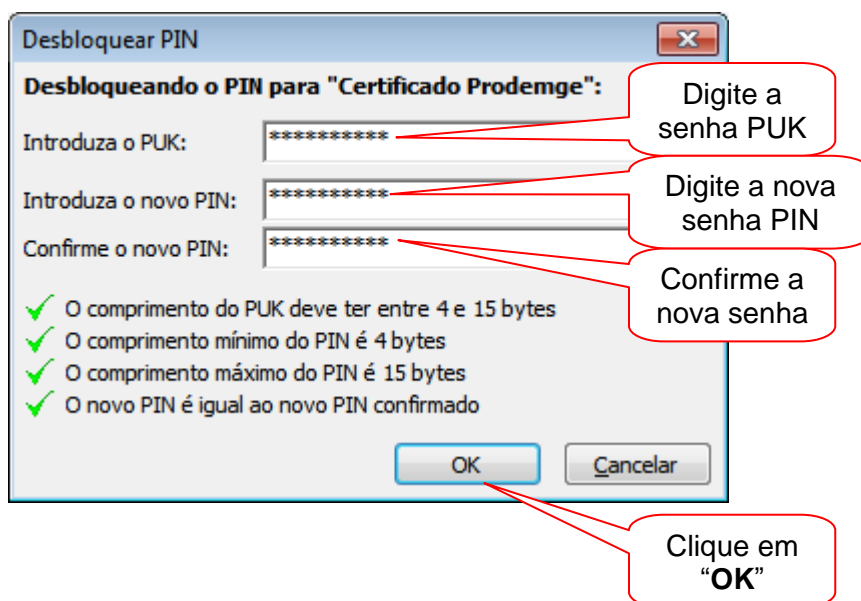 Desbloquear PIN
Desbloqueando o PIN para "Certificado Prodemge":
Digite a
senha PUK
Introduza o PUK: **********
Digite a nova
senha PIN
Introduza o novo PIN: **********
Confirme o novo PIN: **********
Confirme a
nova senha
O comprimento do PUK deve ter entre 4 e 15 bytes
O comprimento mínimo do PIN é 4 bytes
O comprimento máximo do PIN é 15 bytes
O novo PIN é igual ao novo PIN confirmado
OK
Cancelar
Clique em
“OK”